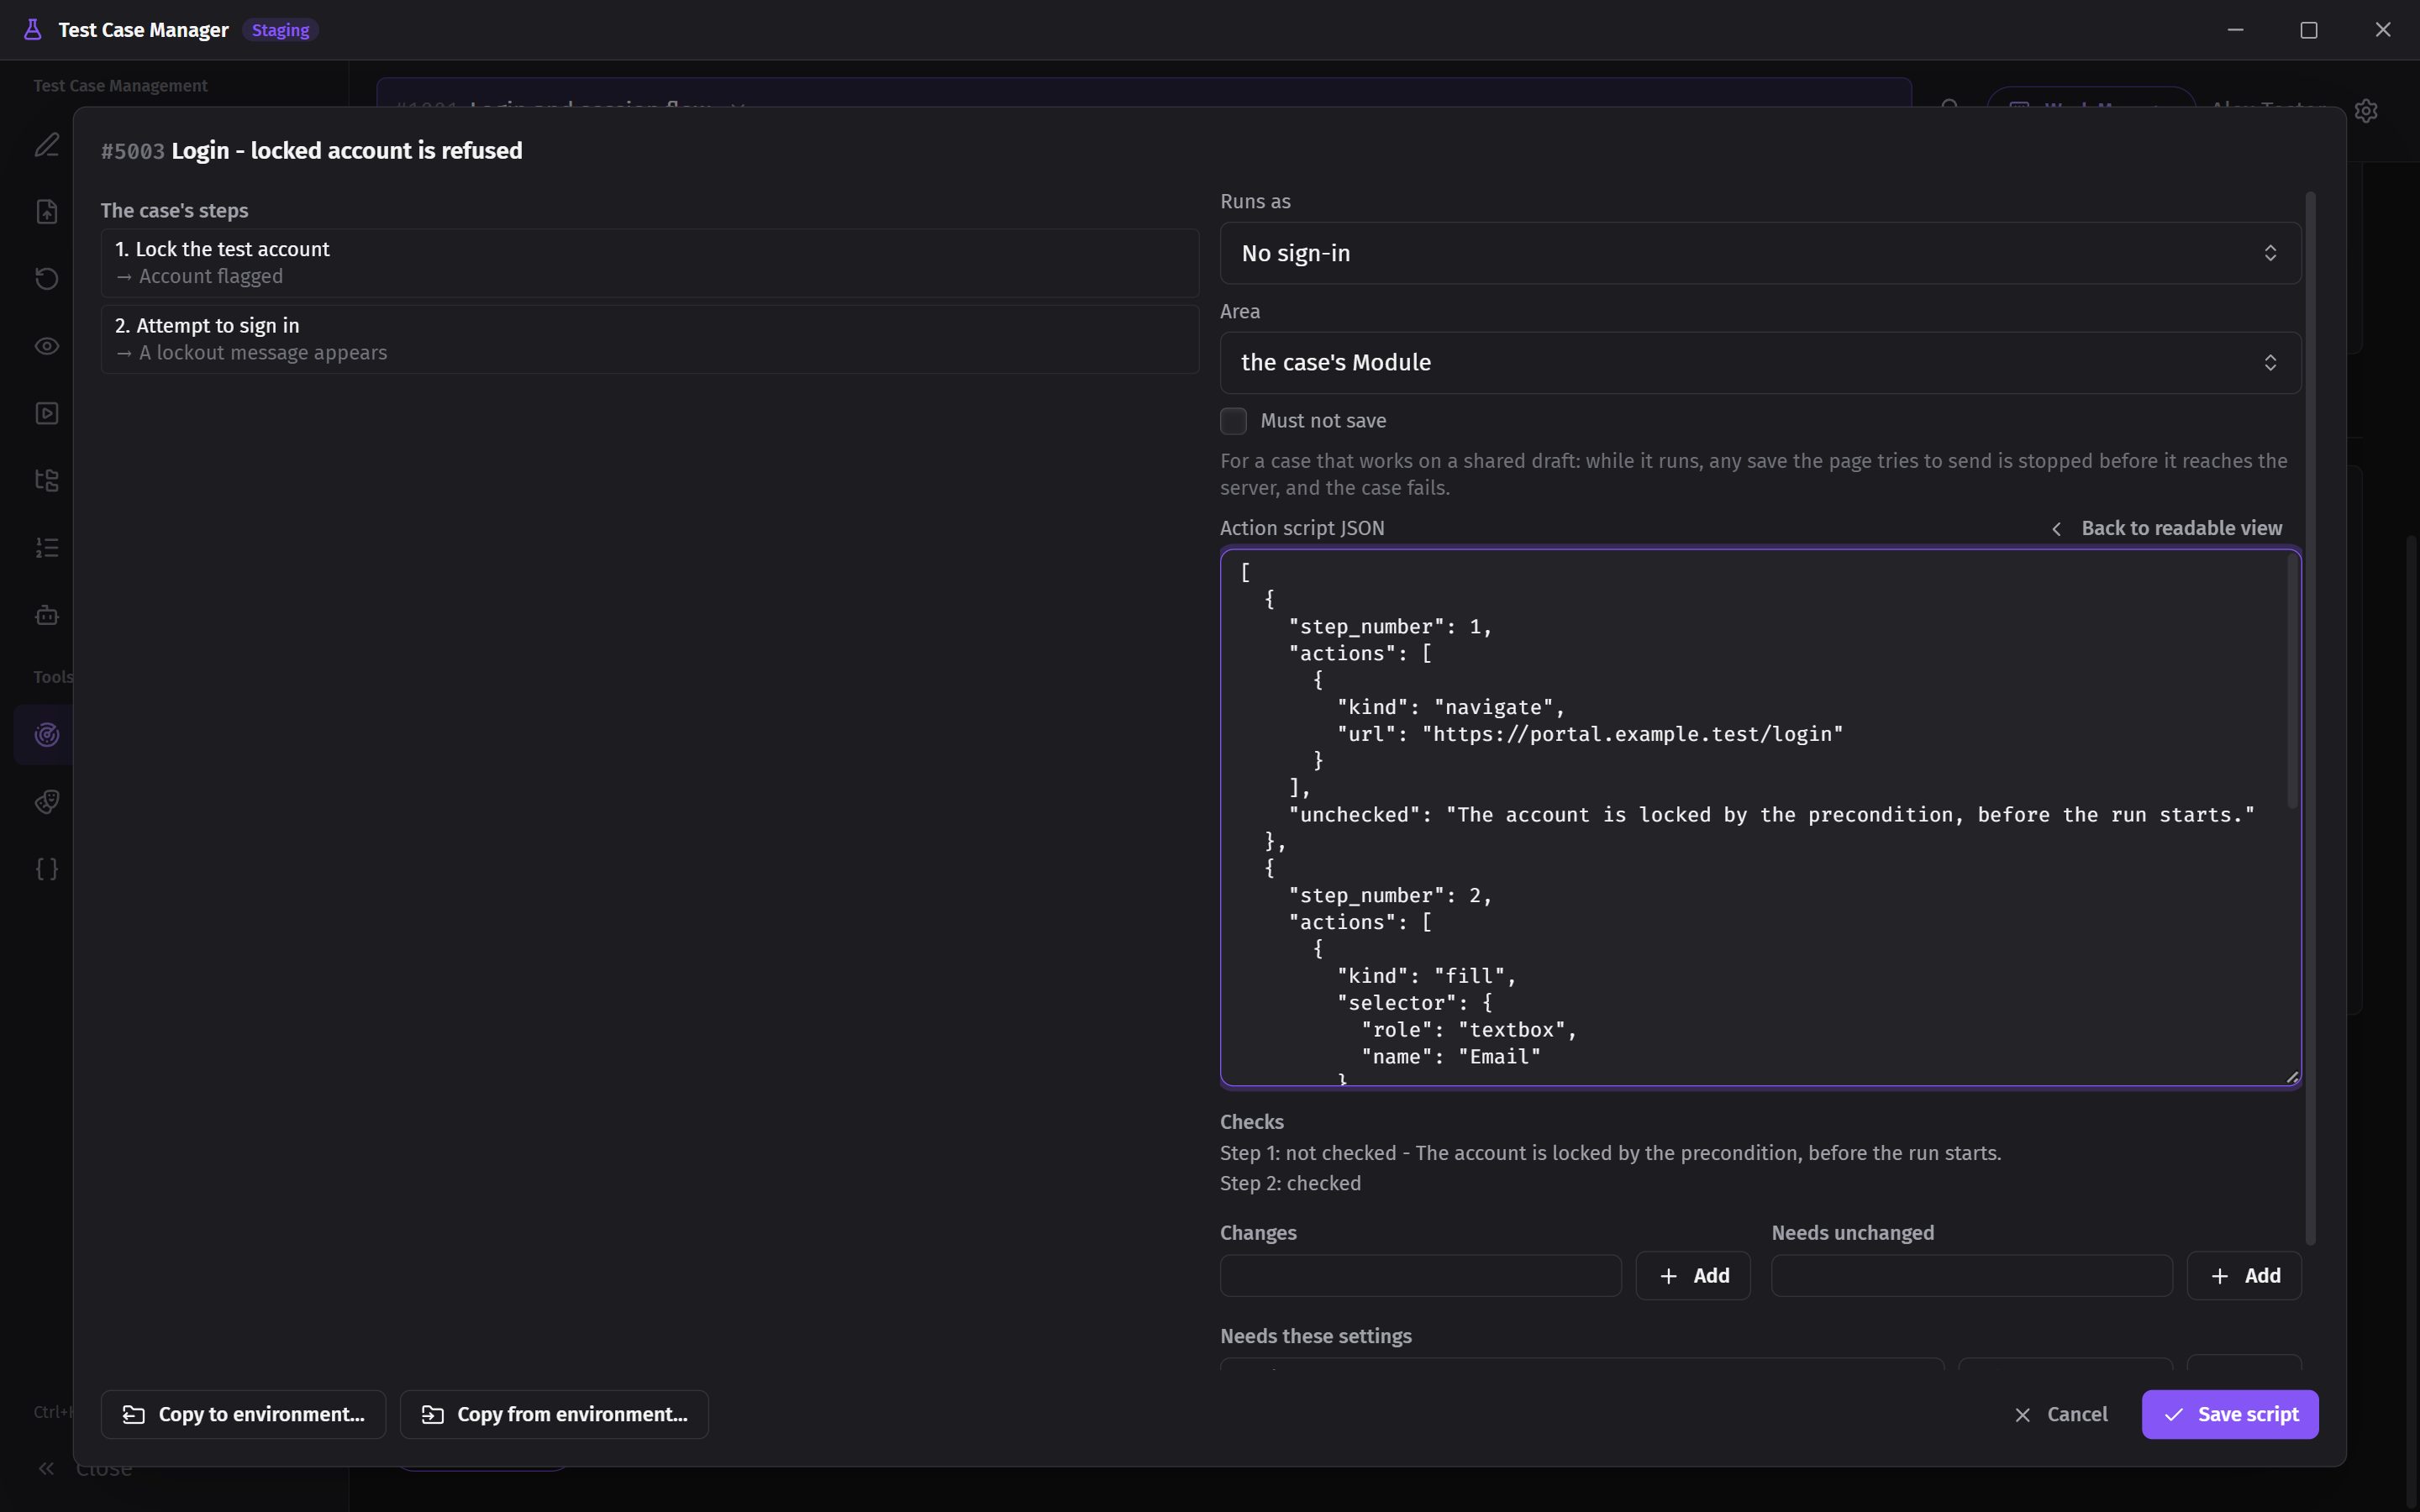 Test Case Manager
Staging
Test Case Management
#5003 Login - locked account is refused
The case's steps
1. Lock the test account
→ Account flagged
2. Attempt to sign in
→ A lockout message appears
Runs as
No sign-in
Area
the case's Module
Must not save
For a case that works on a shared draft: while it runs, any save the page tries to send is stopped before it reaches the
server, and the case fails.
Action script JSON
Back to readable view
[
{
"step_number": 1,
"actions": [
{
"kind": "navigate",
"url": "https://portal.example.test/login"
}
],
"unchecked": "The account is locked by the precondition, before the run starts."
},
{
"step_number": 2,
"actions": [
{
"kind": "fill",
"selector": {
"role": "textbox",
"name": "Email"
}
Checks
Step 1: not checked - The account is locked by the precondition, before the run starts.
Step 2: checked
Changes
Needs unchanged
Add
Add
Needs these settings
Tools
Copy to environment...
Copy from environment...
Cancel
Save script
Close